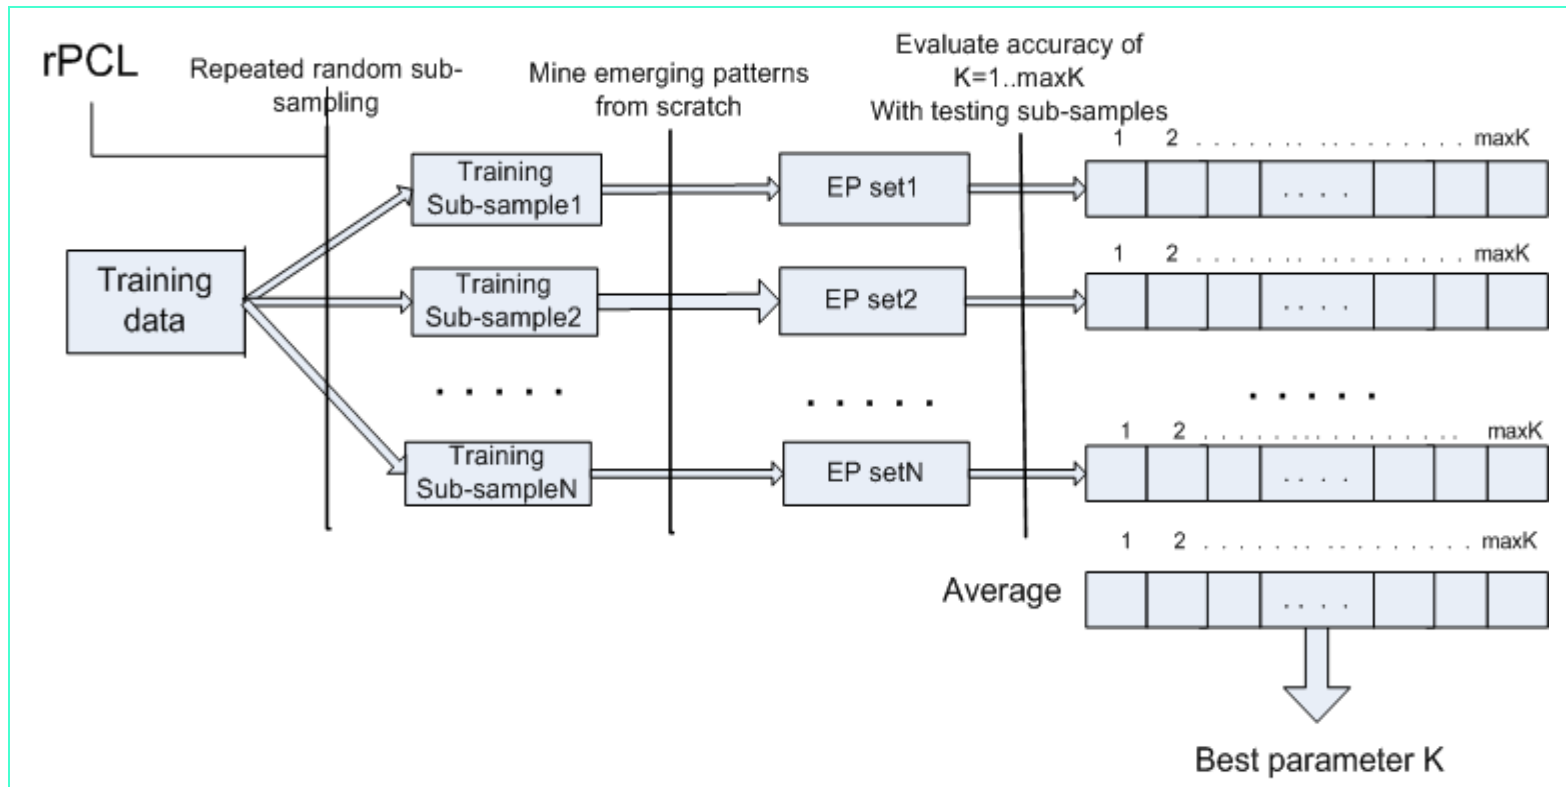 rPCL
Repeated random sub-
sampling
Mine emerging patterns
from scratch
Evaluate accuracy of
K=1..maxK
With testing sub-samples
1 2 . . . . . . . . . . . . . . . . . maxK
Training
Sub-sample1
EP set1
. . . .
1 2 . . . . . . . . . . . . . . . . . maxK
Training
data
Training
Sub-sample2
EP set2
. . . .
. . . . .
. . . . .
. . . . .
1 2 . . . . . . . . . . . . . . . . . maxK
Training
Sub-sampleN
EP setN
. . . .
1 2 . . . . . . . . . . . . . . . . . maxK
Average
. . . .
Best parameter K